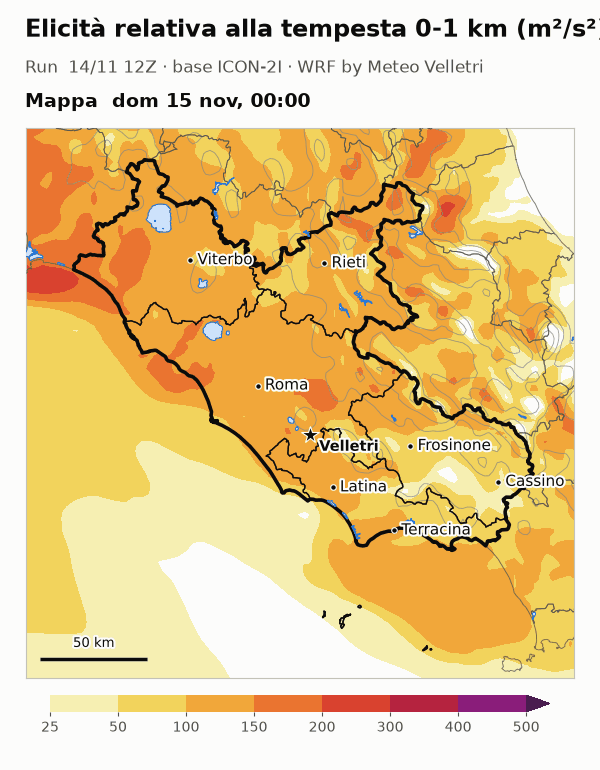 Elicità relativa alla tempesta 0-1 km (m²/s²)
Run  14/11 12Z · base ICON-2I · WRF by Meteo Velletri
Mappa  dom 15 nov, 00:00
Viterbo
Rieti
Roma
Velletri
Frosinone
Cassino
Latina
Terracina
50 km
25 50 100 150 200 300 400 500